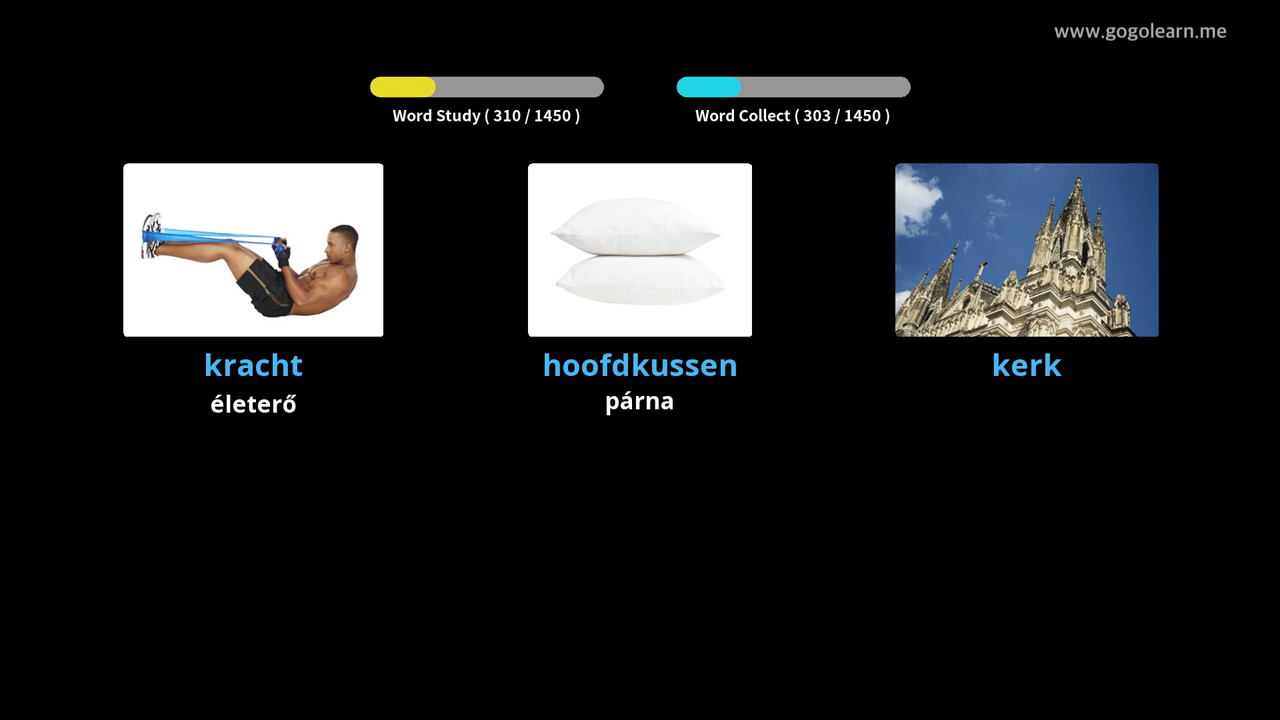 www.gogolearn.me
Word Study ( 310 / 1450 )
Word Collect ( 303 / 1450 )
kracht
életerő
hoofdkussen
párna
kerk